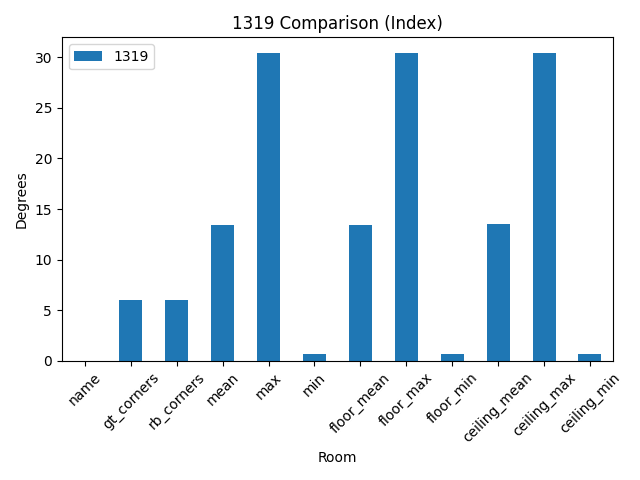 1319 Comparison (Index)
1319
Degrees
30
25
20
15
10
5
0
name
gt_corners
rb_corners
mean
max
min
floor_mean
floor_max
floor_min
ceiling_mean
ceiling_max
ceiling_min
Room